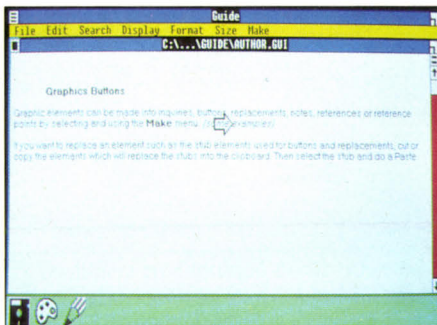 Guide
File Edit Search Display Format Size Make
C:\...\GUIDE\AUTHOR.GUI
Graphics Buttons
Graphic elements can be made into inquiries, buttons, replacements, notes, references or reference
points by selecting and using the Make menu.
If you want to replace an element such as the stub elements used for buttons and replacements, cut or
copy the elements which will replace the stubs into the clipboard. Then select the stub and do a Paste